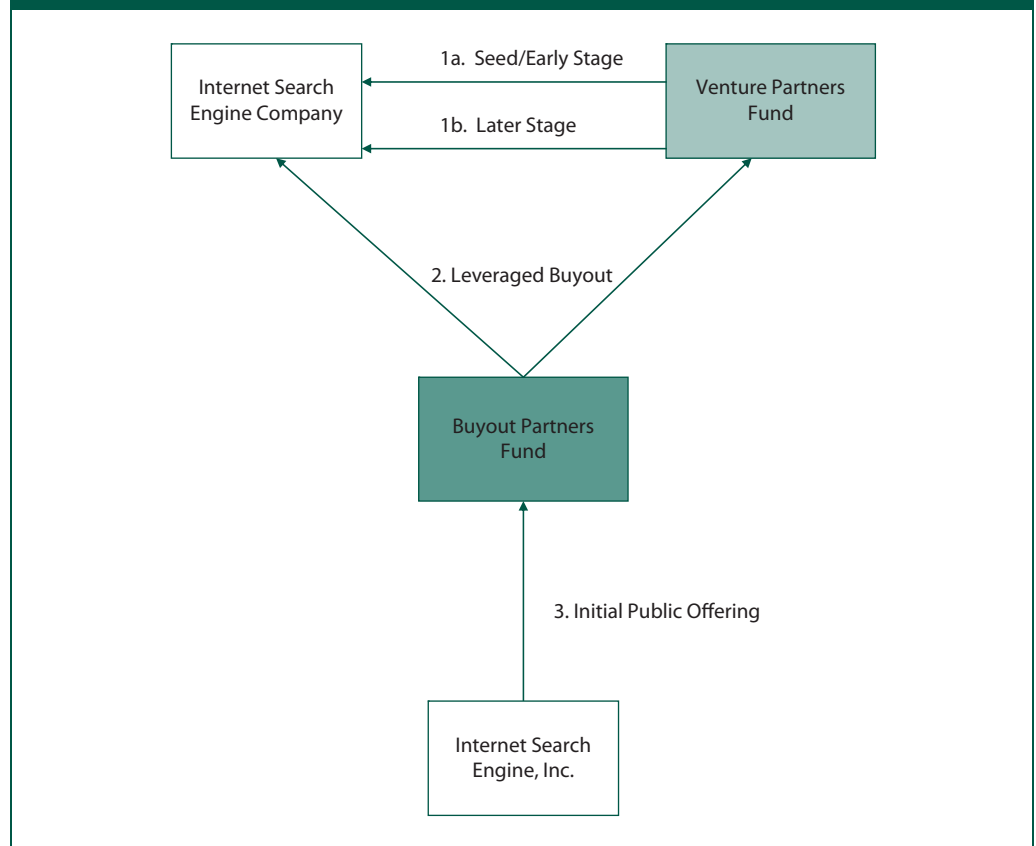 1a. Seed/Early Stage
Internet Search
Engine Company
Venture Partners
Fund
1b. Later Stage
2. Leveraged Buyout
Buyout Partners
Fund
3. Initial Public Offering
Internet Search
Engine, Inc.